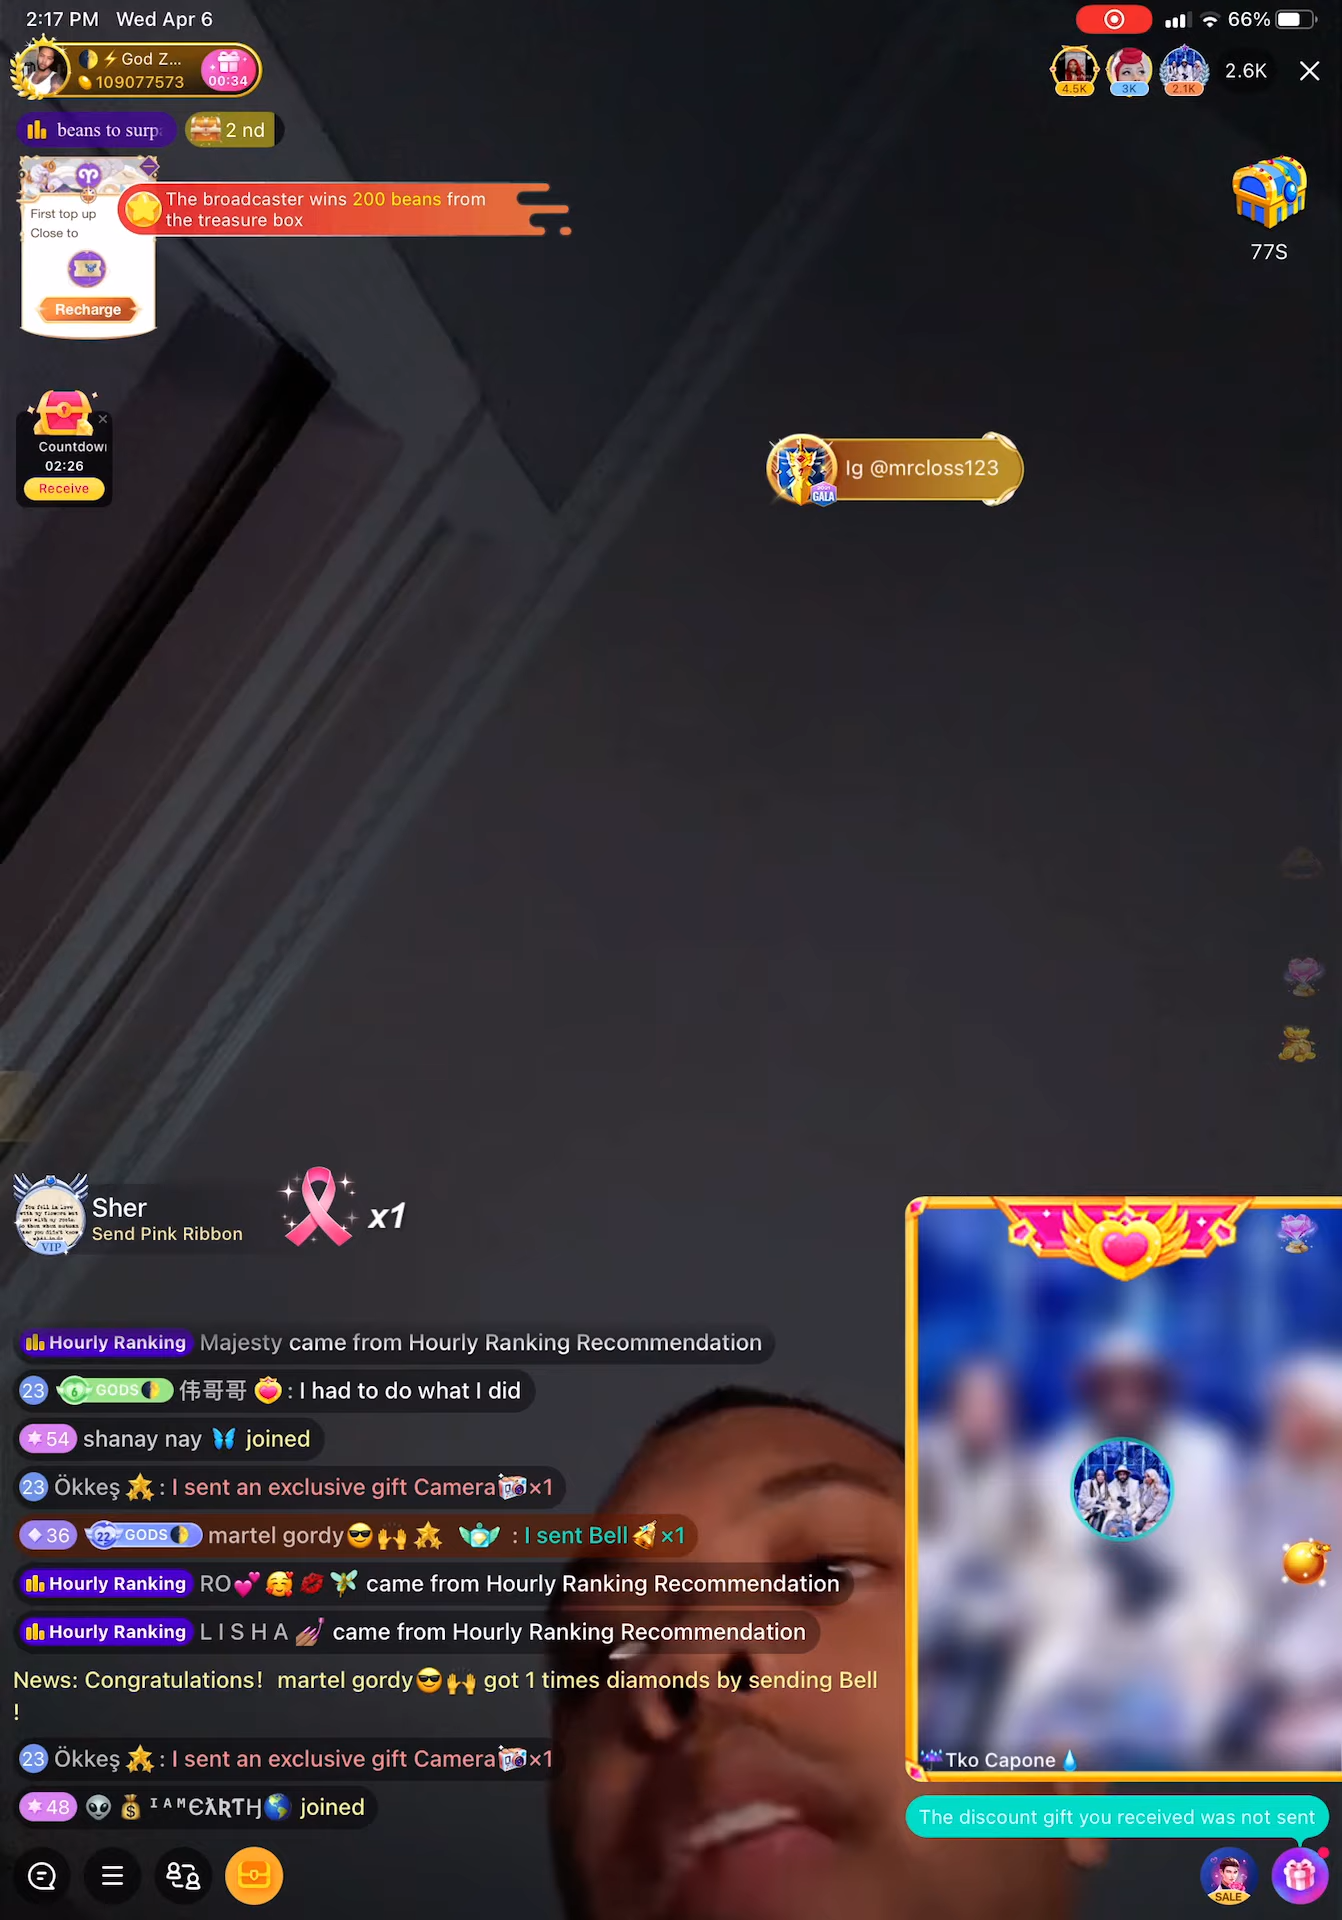 2:17 PM Wed Apr 6
66%
God Z...
109077573
00:34
4.5K
3K
2.1K
2.6K
beans to surp
2 nd
First top up
Close to
Recharge
The broadcaster wins 200 beans from
the treasure box
77S
Countdow
02:26
Receive
GALA
Ig @mrcloss123
Sher
Send Pink Ribbon
VIP
x1
Hourly Ranking Majesty came from Hourly Ranking Recommendation
23 6 GODS🌓 伟哥哥 💖 : I had to do what I did
54 shanay nay 🦋 joined
23 Ökkeş ⭐ : I sent an exclusive gift Camera📷×1
36 22 GODS🌓 martel gordy😎🙌⭐ : I sent Bell🔔×1
Hourly Ranking RO💕🥰💋🧚 came from Hourly Ranking Recommendation
Hourly Ranking L I S H A 💅🏾 came from Hourly Ranking Recommendation
News: Congratulations! martel gordy😎🙌 got 1 times diamonds by sending Bell
!
23 Ökkeş ⭐ : I sent an exclusive gift Camera📷×1
48 👽💰ᴵ ᴬ ᴹЄƛƦƬӇ🌎 joined
Tko Capone 💧
The discount gift you received was not sent
SALE